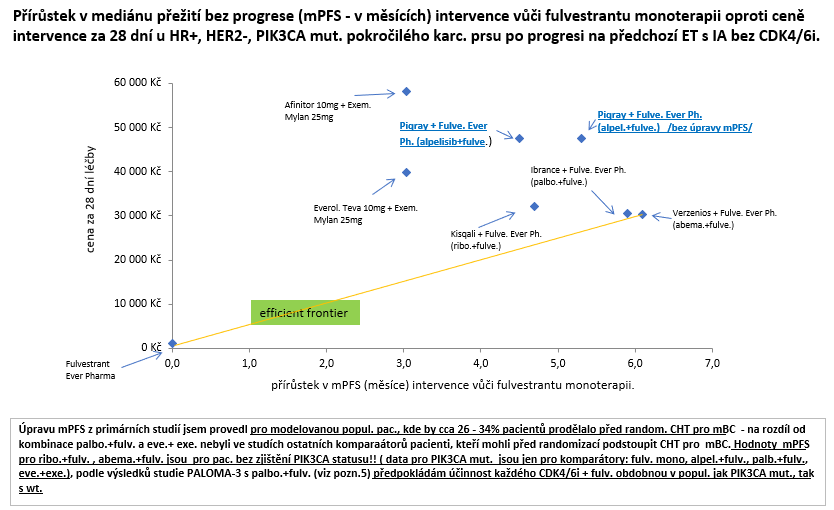 Přírůstek v mediánu přežití bez progrese (mPFS - v měsících) intervence vůči fulvestrantu monoterapii oproti ceně
intervence za 28 dní u HR+, HER2-, PIK3CA mut. pokročilého karc. prsu po progresi na předchozí ET s IA bez CDK4/6i.
60 000 Kč
50 000 Kč
40 000 Kč
30 000 Kč
20 000 Kč
10 000 Kč
0 Kč
cena za 28 dní léčby
Afinitor 10mg + Exem.
Mylan 25mg
Piqray + Fulve. Ever
Ph. (alpelisib+fulve.)
Piqray + Fulve. Ever Ph.
(alpel.+fulve.) /bez úpravy mPFS/
Ibrance + Fulve. Ever Ph.
(palbo.+fulve.)
Everol. Teva 10mg + Exem.
Mylan 25mg
Kisqali + Fulve. Ever Ph.
(ribo.+fulve.)
Verzenios + Fulve. Ever Ph.
(abema.+fulve.)
efficient frontier
Fulvestrant
Ever Pharma
0,0 1,0 2,0 3,0 4,0 5,0 6,0 7,0
přírůstek v mPFS (měsíce) intervence vůči fulvestrantu monoterapii.
Úpravu mPFS z primárních studií jsem provedl pro modelovanou popul. pac., kde by cca 26 - 34% pacientů prodělalo před random. CHT pro mBC - na rozdíl od
kombinace palbo.+fulv. a eve.+ exe. nebyli ve studích ostatních komparaátorů pacienti, kteří mohli před randomizací podstoupit CHT pro mBC. Hodnoty mPFS
pro ribo.+fulv. , abema.+fulv. jsou pro pac. bez zjištění PIK3CA statusu!! ( data pro PIK3CA mut. jsou jen pro komparátory: fulv. mono, alpel.+fulv., palb.+fulv.,
eve.+exe.), podle výsledků studie PALOMA-3 s palbo.+fulv. (viz pozn.5) předpokládám účinnost každého CDK4/6i + fulv. obdobnou v popul. jak PIK3CA mut., tak
s wt.